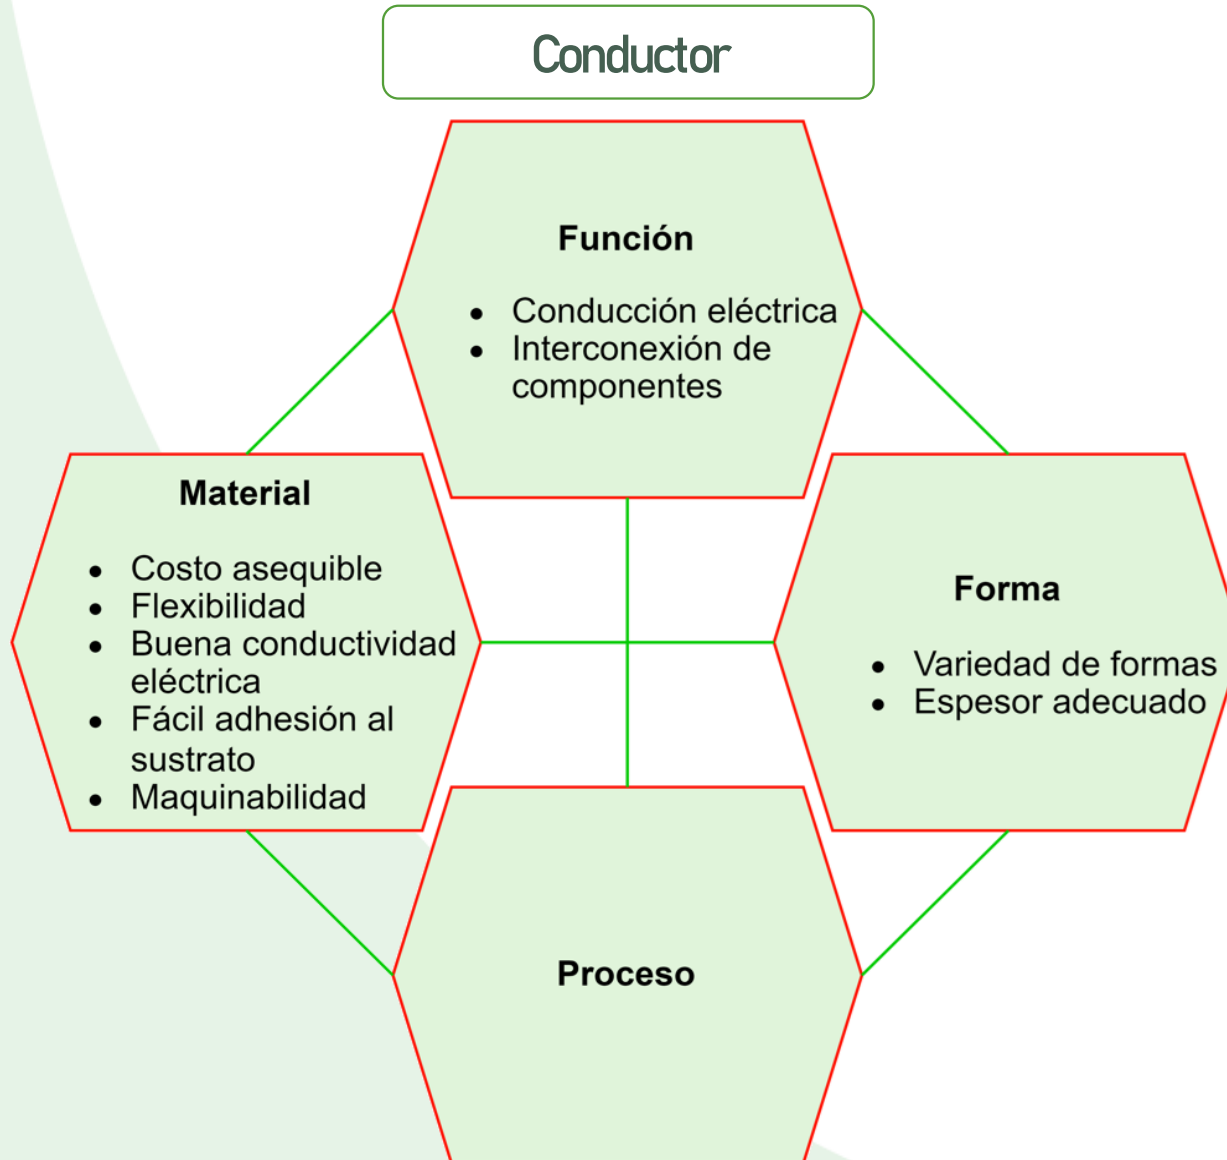 Conductor
Función
• Conducción eléctrica
• Interconexión de
componentes
Material
• Costo asequible
• Flexibilidad
• Buena conductividad
eléctrica
• Fácil adhesión al
sustrato
• Maquinabilidad
Forma
• Variedad de formas
• Espesor adecuado
Proceso